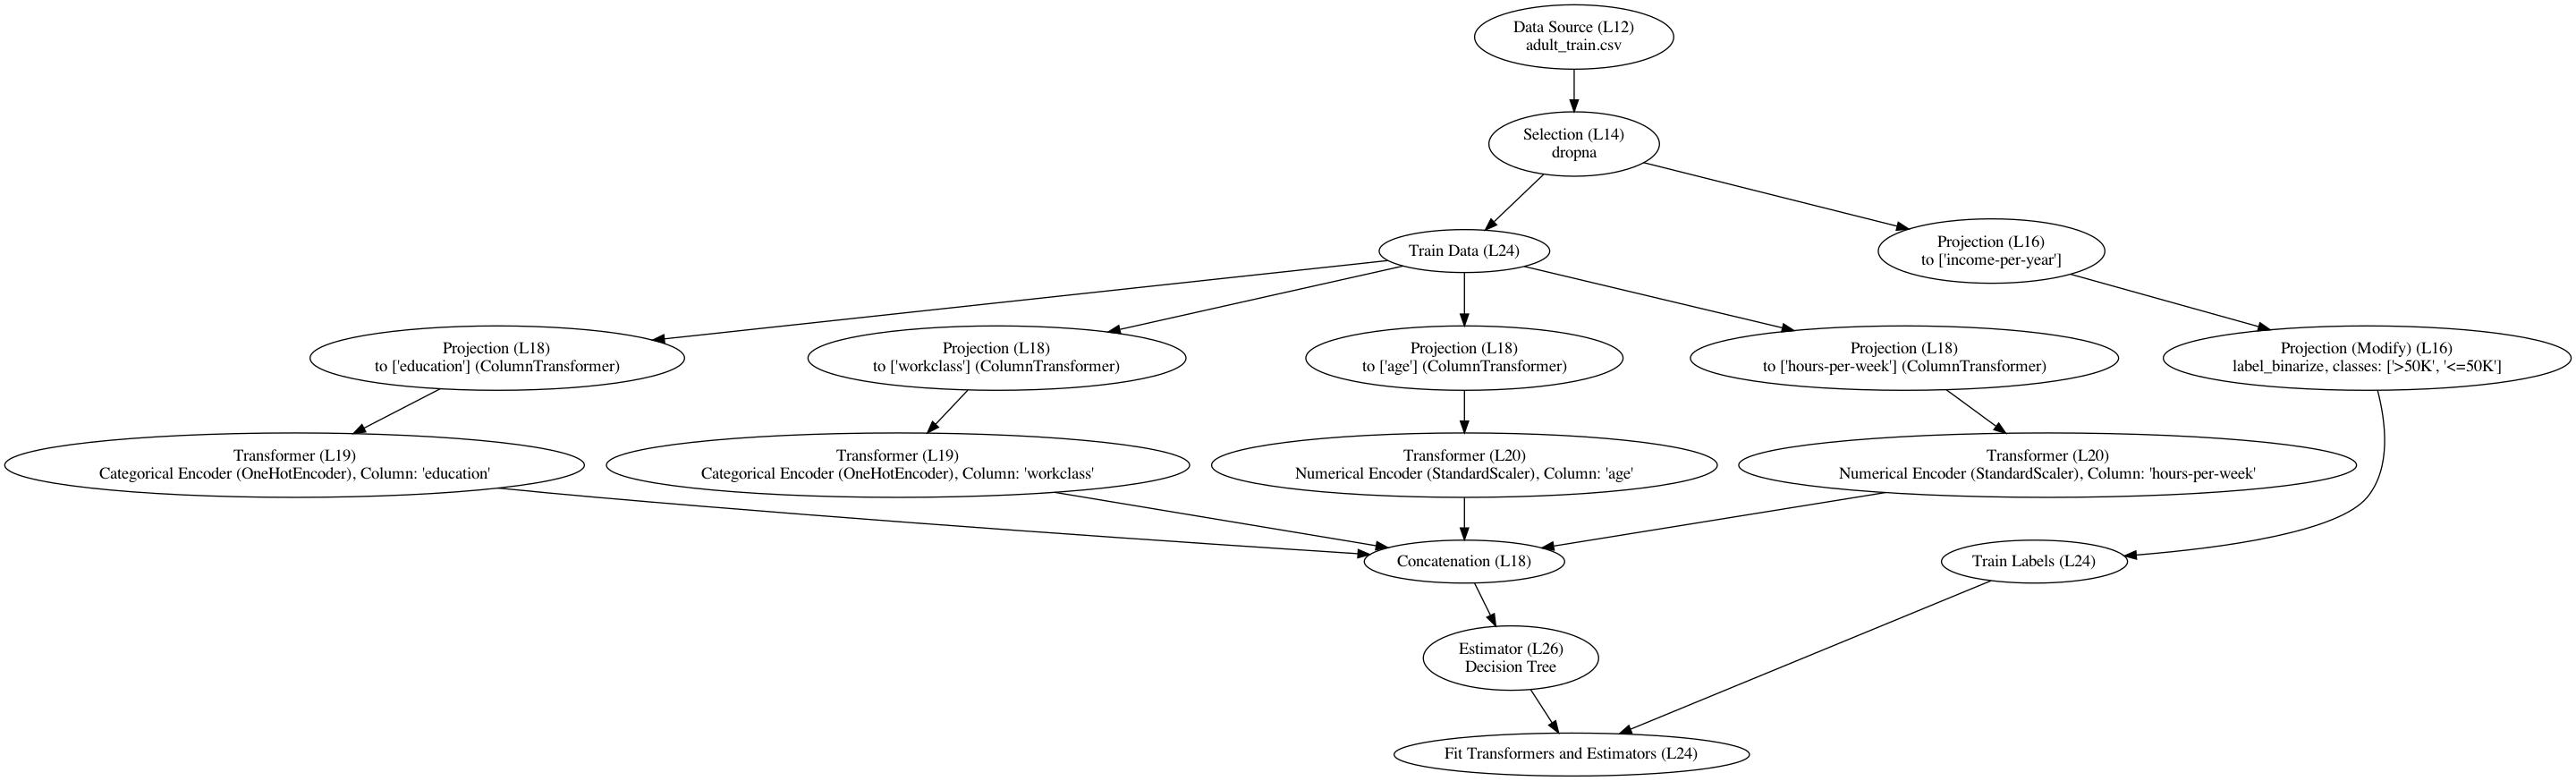 Data Source (L12)
adult_train.csv
Selection (L14)
dropna
Train Data (L24)
Projection (L16)
to ['income-per-year']
Projection (L18)
to ['education'] (ColumnTransformer)
Projection (L18)
to ['workclass'] (ColumnTransformer)
Projection (L18)
to ['age'] (ColumnTransformer)
Projection (L18)
to ['hours-per-week'] (ColumnTransformer)
Projection (Modify) (L16)
label_binarize, classes: ['>50K', '<=50K']
Transformer (L19)
Categorical Encoder (OneHotEncoder), Column: 'education'
Transformer (L19)
Categorical Encoder (OneHotEncoder), Column: 'workclass'
Transformer (L20)
Numerical Encoder (StandardScaler), Column: 'age'
Transformer (L20)
Numerical Encoder (StandardScaler), Column: 'hours-per-week'
Concatenation (L18)
Train Labels (L24)
Estimator (L26)
Decision Tree
Fit Transformers and Estimators (L24)